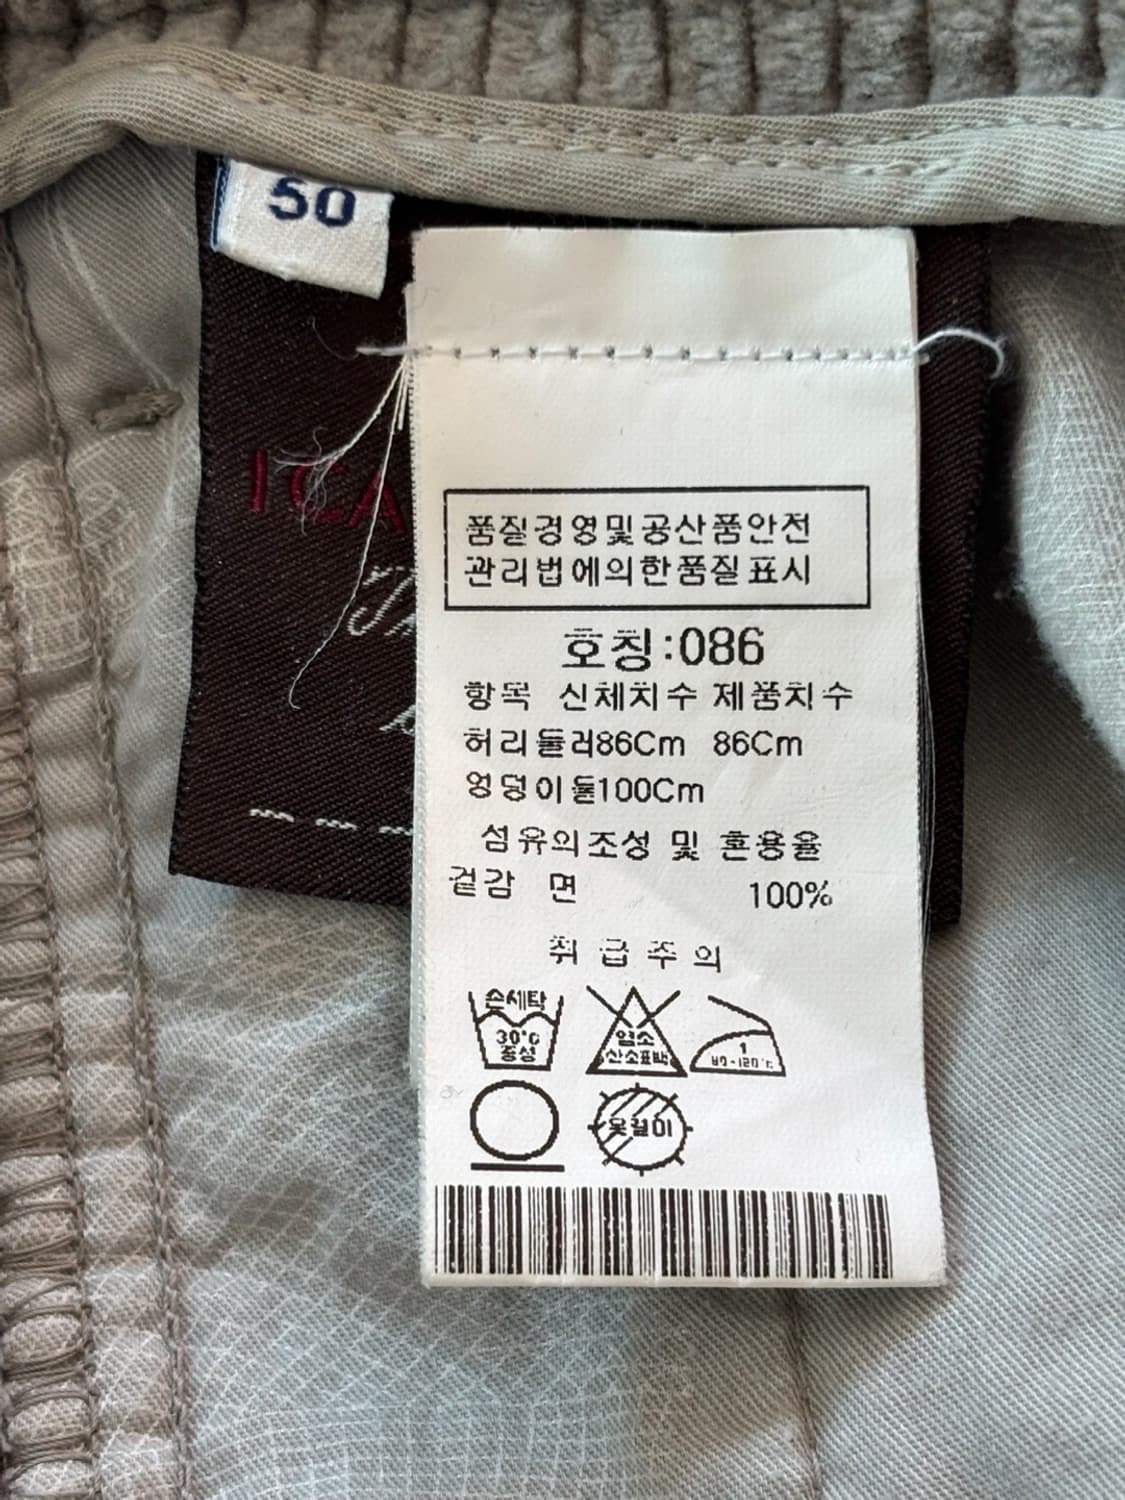 50
ICA
품질경영및공산품안전
관리법에의한품질표시
호칭:086
항목 신체치수 제품치수
허리둘레86Cm 86Cm
엉덩이둘100Cm
섬유의조성 및 혼용율
겉감 면 100%
취급주의
손세탁
30°c
중성
염소
산소표백
1
80-120°c
옷걸이